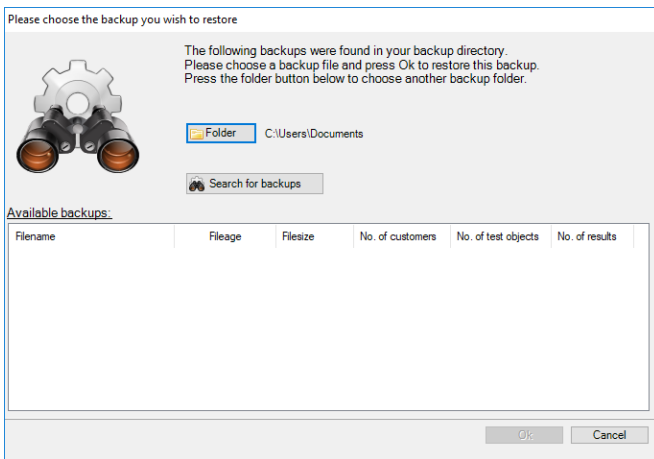 Please choose the backup you wish to restore
The following backups were found in your backup directory.
Please choose a backup file and press Ok to restore this backup.
Press the folder button below to choose another backup folder.
Folder C:\Users\Documents
Search for backups
Available backups:
Filename Fileage Filesize No. of customers No. of test objects No. of results
Ok Cancel